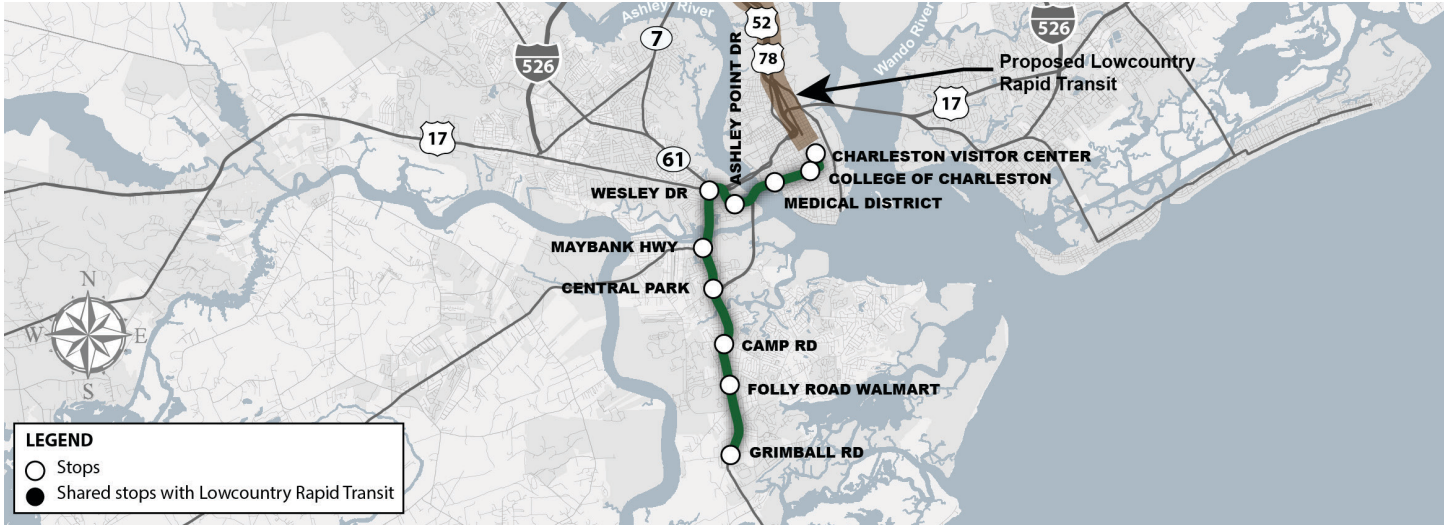 Ashley River
52
7
526
526
Wando River
78
Proposed Lowcountry
Rapid Transit
17
17
ASHLEY POINT DR
61
CHARLESTON VISITOR CENTER
COLLEGE OF CHARLESTON
WESLEY DR
MEDICAL DISTRICT
MAYBANK HWY
CENTRAL PARK
N
W
E
S
CAMP RD
FOLLY ROAD WALMART
GRIMBALL RD
LEGEND
Stops
Shared stops with Lowcountry Rapid Transit